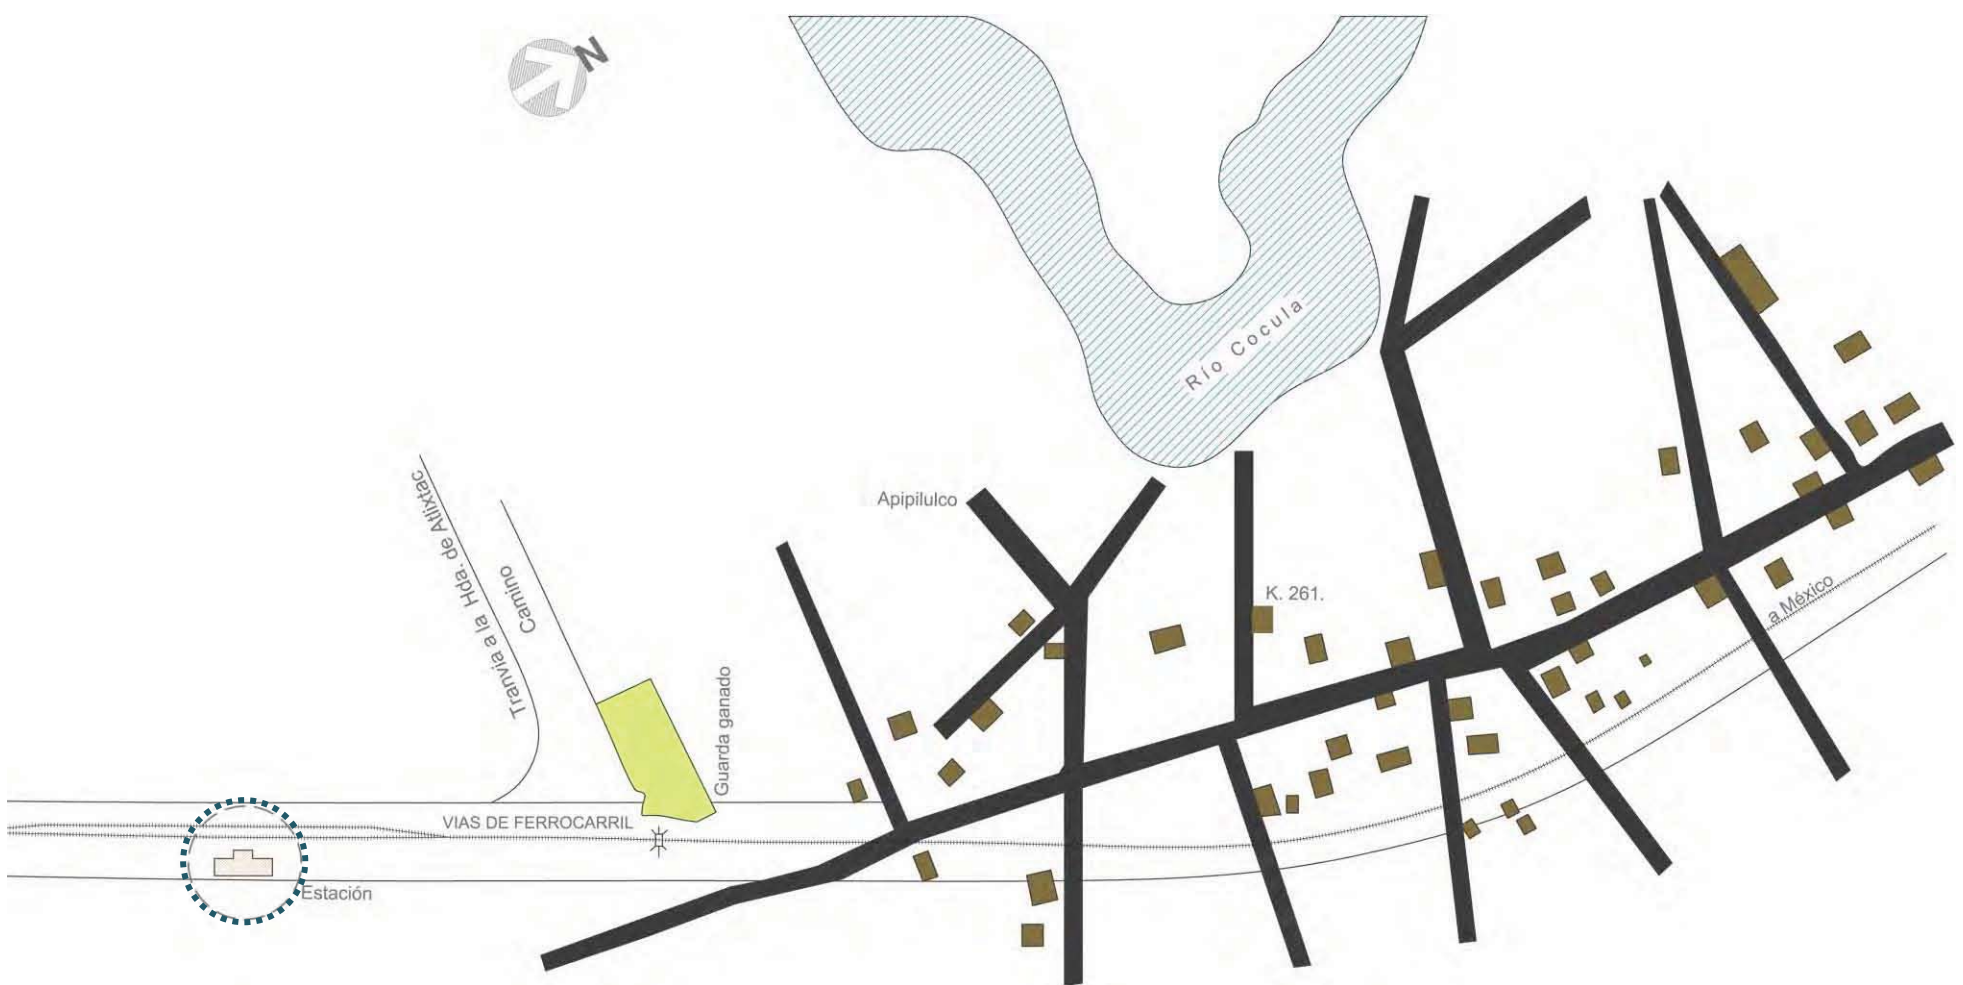 N
Río Cocula
Apipilulco
Tranvia a la Hda. de Atlixtac
Camino
K. 261.
a México
Guarda ganado
VIAS DE FERROCARRIL
Estación